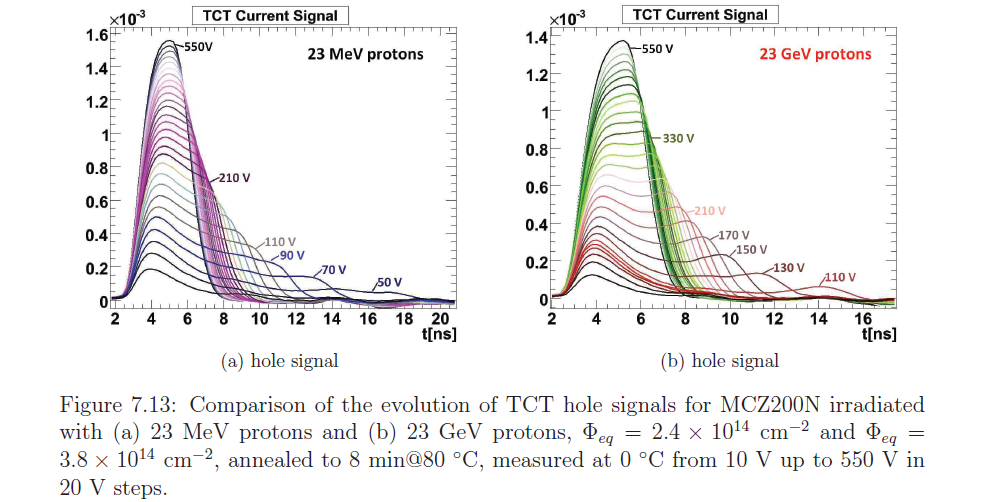 TCT Current Signal
×10⁻³
1.6
1.4
1.2
1
0.8
0.6
0.4
0.2
0
23 MeV protons
550V
210 V
110 V
90 V
70 V
50 V
2 4 6 8 10 12 14 16 18 20
t[ns]
(a) hole signal
TCT Current Signal
×10⁻³
1.4
1.2
1
0.8
0.6
0.4
0.2
0
23 GeV protons
550 V
330 V
210 V
170 V
150 V
130 V
110 V
2 4 6 8 10 12 14 16
t[ns]
(b) hole signal
Figure 7.13: Comparison of the evolution of TCT hole signals for MCZ200N irradiated
with (a) 23 MeV protons and (b) 23 GeV protons, Φeq = 2.4 × 10¹⁴ cm⁻² and Φeq =
3.8 × 10¹⁴ cm⁻², annealed to 8 min@80 °C, measured at 0 °C from 10 V up to 550 V in
20 V steps.